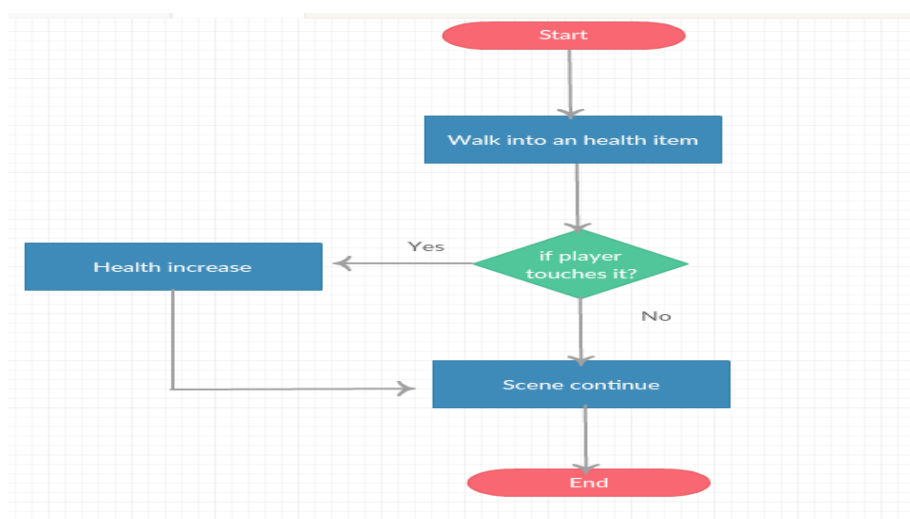 Start
Walk into an health item
if player
touches it?
Yes
Health increase
No
Scene continue
End